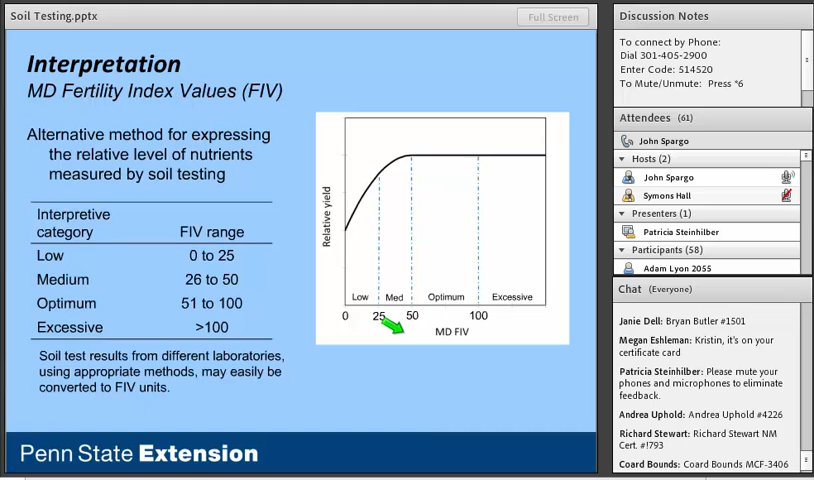 Soil Testing.pptx
Full Screen
Interpretation
MD Fertility Index Values (FIV)
Alternative method for expressing
the relative level of nutrients
measured by soil testing
Interpretive
category FIV range
Low 0 to 25
Medium 26 to 50
Optimum 51 to 100
Excessive >100
Soil test results from different laboratories,
using appropriate methods, may easily be
converted to FIV units.
Relative yield
Low Med Optimum Excessive
0 25 50 100
MD FIV
Penn State Extension
Discussion Notes
To connect by Phone:
Dial 301-405-2900
Enter Code: 514520
To Mute/Unmute: Press *6
Attendees (61)
John Spargo
Hosts (2)
John Spargo
Symons Hall
Presenters (1)
Patricia Steinhilber
Participants (58)
Adam Lyon 2055
Chat (Everyone)
Janie Dell: Bryan Butler #1501
Megan Eshleman: Kristin, it's on your
certificate card
Patricia Steinhilber: Please mute your
phones and microphones to eliminate
feedback.
Andrea Uphold: Andrea Uphold #4226
Richard Stewart: Richard Stewart NM
Cert. #!793
Coard Bounds: Coard Bounds MCF-3406